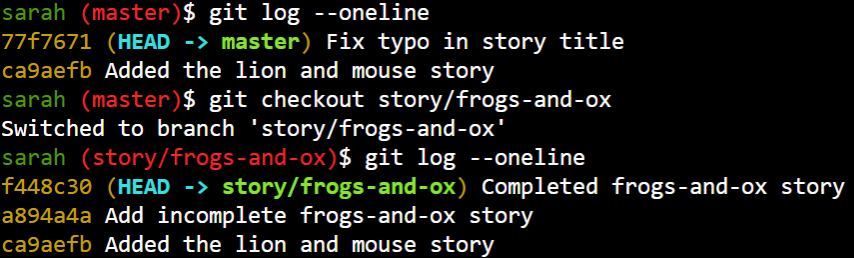 sarah (master)$ git log --oneline
77f7671 (HEAD -> master) Fix typo in story title
ca9aefb Added the lion and mouse story
sarah (master)$ git checkout story/frogs-and-ox
Switched to branch 'story/frogs-and-ox'
sarah (story/frogs-and-ox)$ git log --oneline
f448c30 (HEAD -> story/frogs-and-ox) Completed frogs-and-ox story
a894a4a Add incomplete frogs-and-ox story
ca9aefb Added the lion and mouse story